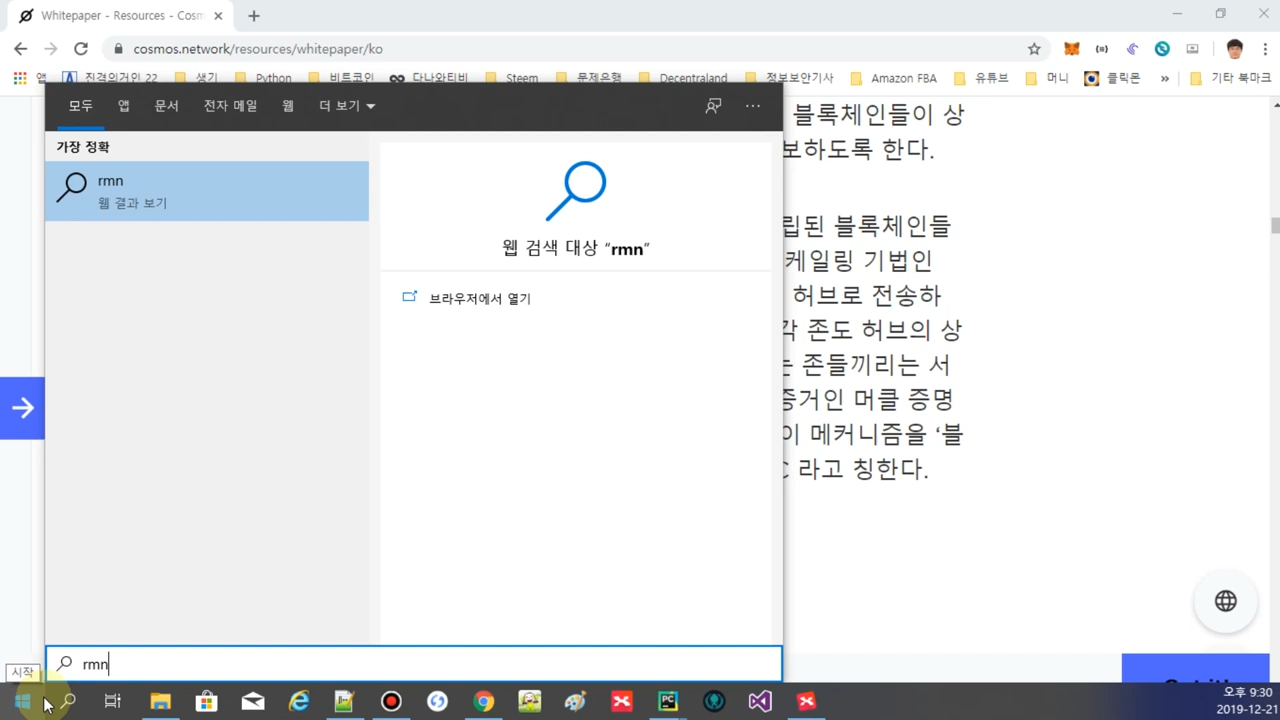 Whitepaper - Resources - Cosm
cosmos.network/resources/whitepaper/ko
앱
진격의거인 22
생기
Python
비트코인
다나와티비
Steem
문제은행
Decentraland
정보보안기사
Amazon FBA
유튜브
머니
클릭몬
»
기타 북마크
모두
앱
문서
전자 메일
웹
더 보기
가장 정확
rmn
웹 결과 보기
웹 검색 대상 “rmn”
브라우저에서 열기
블록체인들이 상
보하도록 한다.
립된 블록체인들
케일링 기법인
허브로 전송하
각 존도 허브의 상
는 존들끼리는 서
증거인 머클 증명
이 메커니즘을 ‘블
C 라고 칭한다.
rmn
시작
PC
오후 9:30
2019-12-21